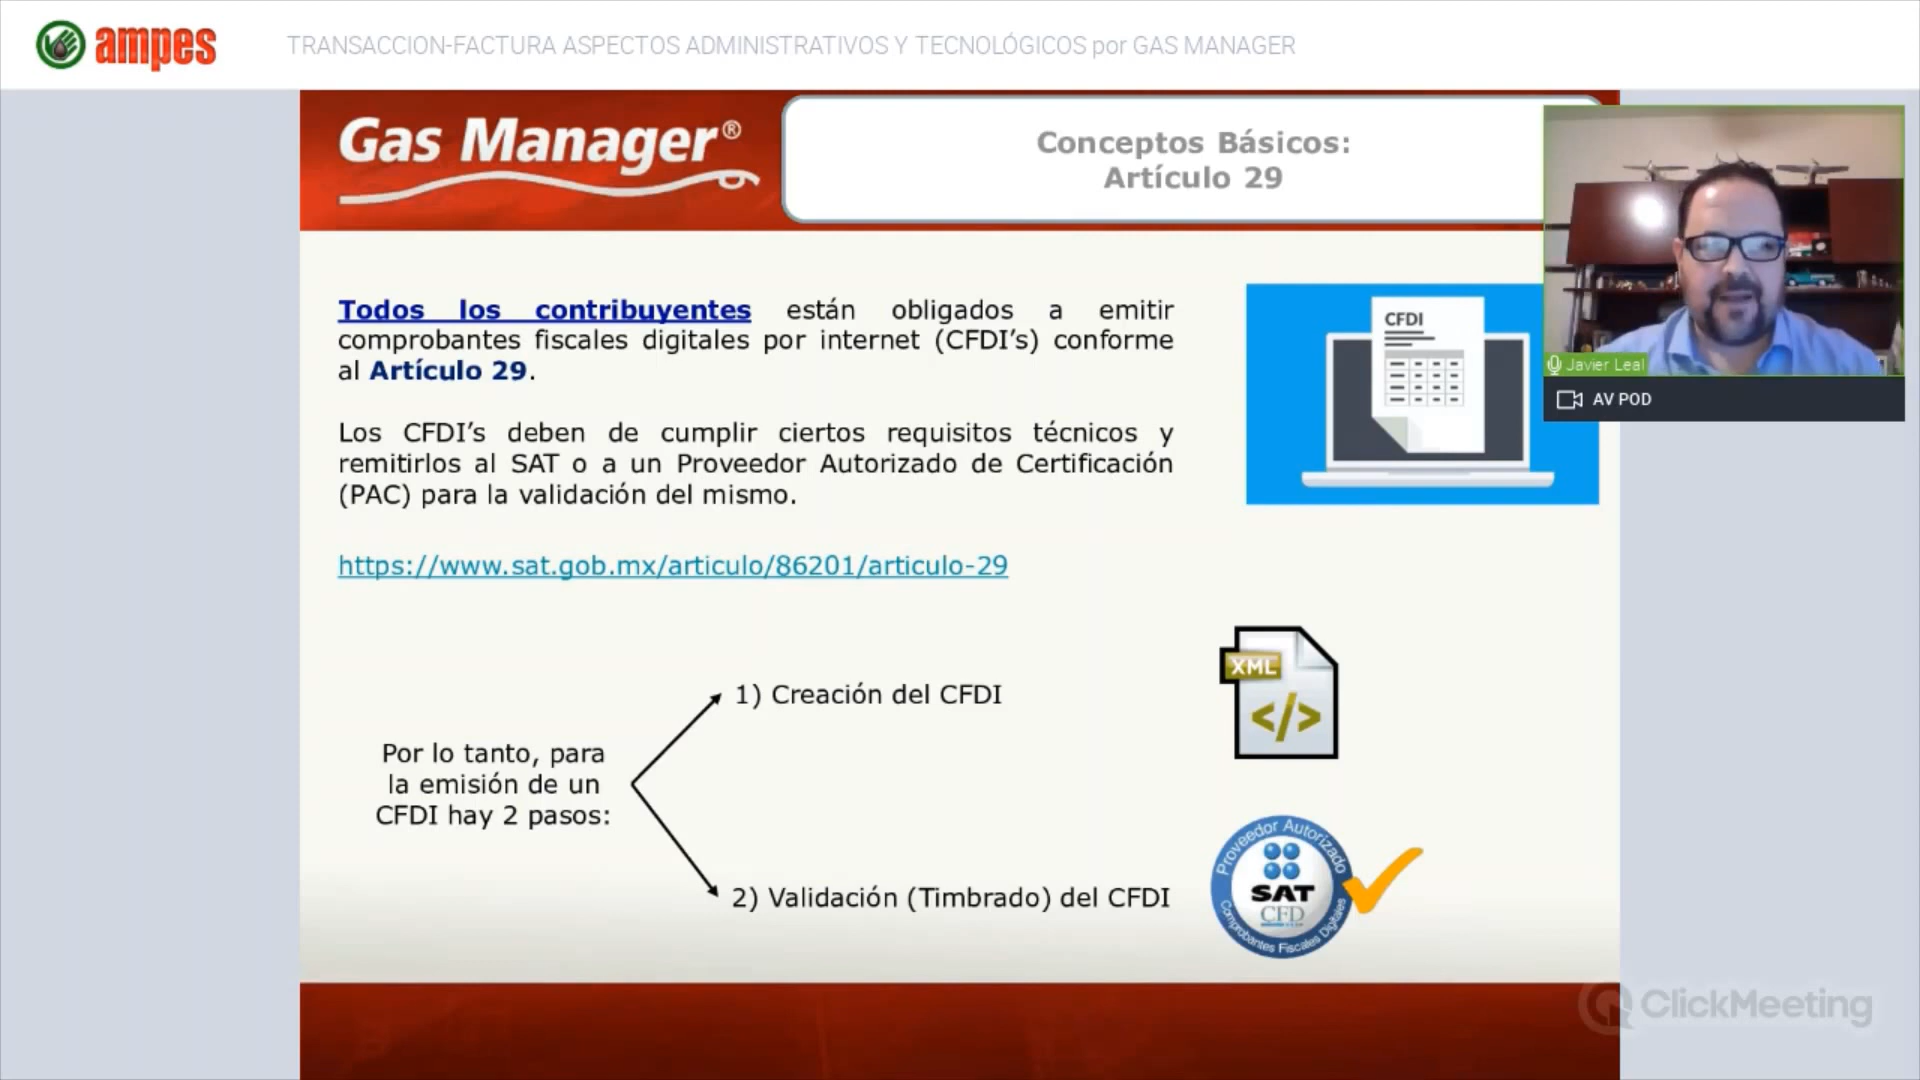 ampes
TRANSACCION-FACTURA ASPECTOS ADMINISTRATIVOS Y TECNOLÓGICOS por GAS MANAGER
Gas Manager®
Conceptos Básicos:
Artículo 29
Javier Leal
AV POD
Todos los contribuyentes están obligados a emitir
comprobantes fiscales digitales por internet (CFDI’s) conforme
al Artículo 29.
CFDI
Los CFDI’s deben de cumplir ciertos requisitos técnicos y
remitirlos al SAT o a un Proveedor Autorizado de Certificación
(PAC) para la validación del mismo.
https://www.sat.gob.mx/articulo/86201/articulo-29
Por lo tanto, para
la emisión de un
CFDI hay 2 pasos:
1) Creación del CFDI
XML
</>
2) Validación (Timbrado) del CFDI
Proveedor Autorizado
SAT
CFD
Comprobantes Fiscales Digitales
ClickMeeting